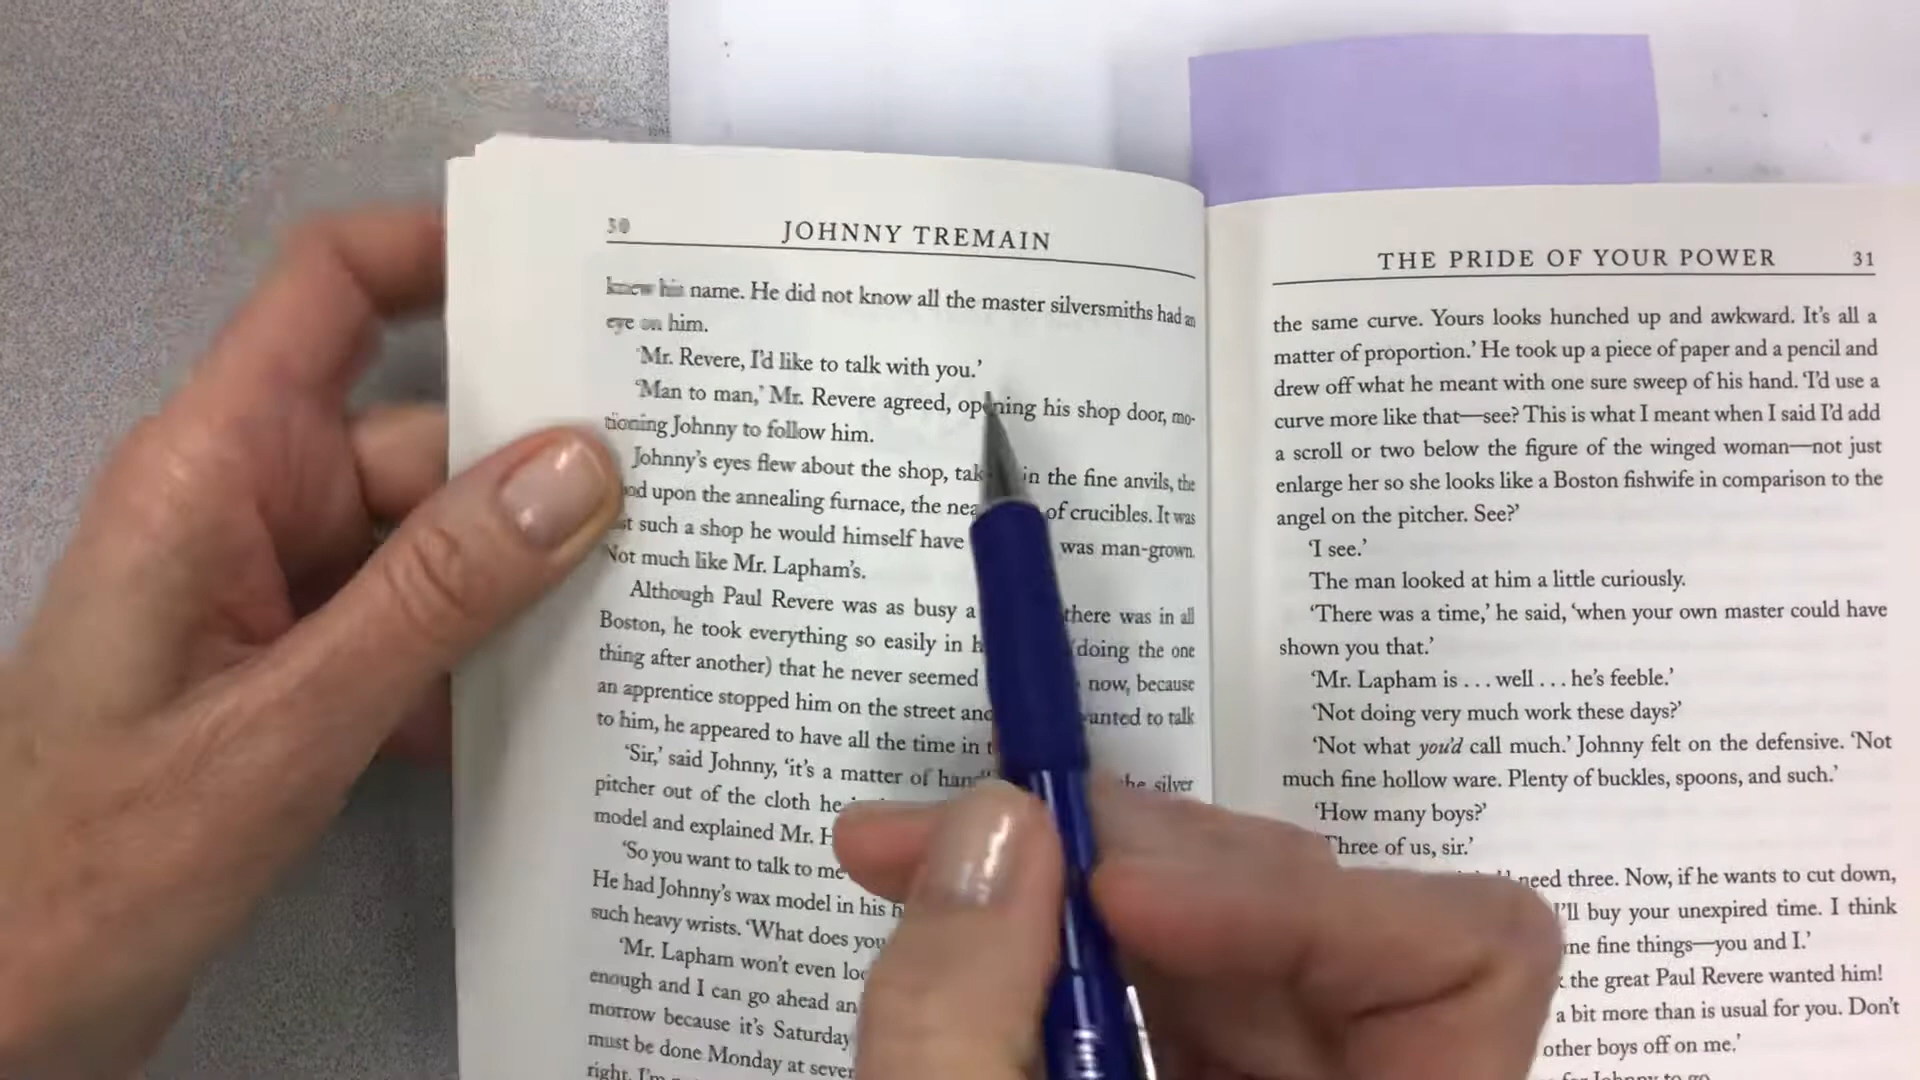 30
JOHNNY TREMAIN
knew his name. He did not know all the master silversmiths had an
eye on him.
'Mr. Revere, I'd like to talk with you.'
'Man to man,' Mr. Revere agreed, opening his shop door, mo-
tioning Johnny to follow him.
Johnny's eyes flew about the shop, in the fine anvils, the
upon the annealing furnace, the of crucibles. It was
such a shop he would himself have was man-grown.
Not much like Mr. Lapham's.
Although Paul Revere was as busy there was in all
Boston, he took everything so easily in doing the one
thing after another) that he never seemed now, because
an apprentice stopped him on the street and wanted to talk
to him, he appeared to have all the time in
'Sir,' said Johnny, 'it's a matter of the silver
pitcher out of the cloth he
model and explained Mr.
'So you want to talk to me
He had Johnny's wax model in his
such heavy wrists. 'What does you
'Mr. Lapham won't even
enough and I can go ahead
morrow because it's Saturday
must be done Monday at
right. I'm
THE PRIDE OF YOUR POWER 31
the same curve. Yours looks hunched up and awkward. It's all a
matter of proportion.' He took up a piece of paper and a pencil and
drew off what he meant with one sure sweep of his hand. 'I'd use a
curve more like that—see? This is what I meant when I said I'd add
a scroll or two below the figure of the winged woman—not just
enlarge her so she looks like a Boston fishwife in comparison to the
angel on the pitcher. See?'
'I see.'
The man looked at him a little curiously.
'There was a time,' he said, 'when your own master could have
shown you that.'
'Mr. Lapham is . . . well . . . he's feeble.'
'Not doing very much work these days?'
'Not what you'd call much.' Johnny felt on the defensive. 'Not
much fine hollow ware. Plenty of buckles, spoons, and such.'
'How many boys?'
Three of us, sir.'
need three. Now, if he wants to cut down,
I'll buy your unexpired time. I think
fine things—you and I.'
the great Paul Revere wanted him!
a bit more than is usual for you. Don't
other boys off on me.'
for Johnny to go